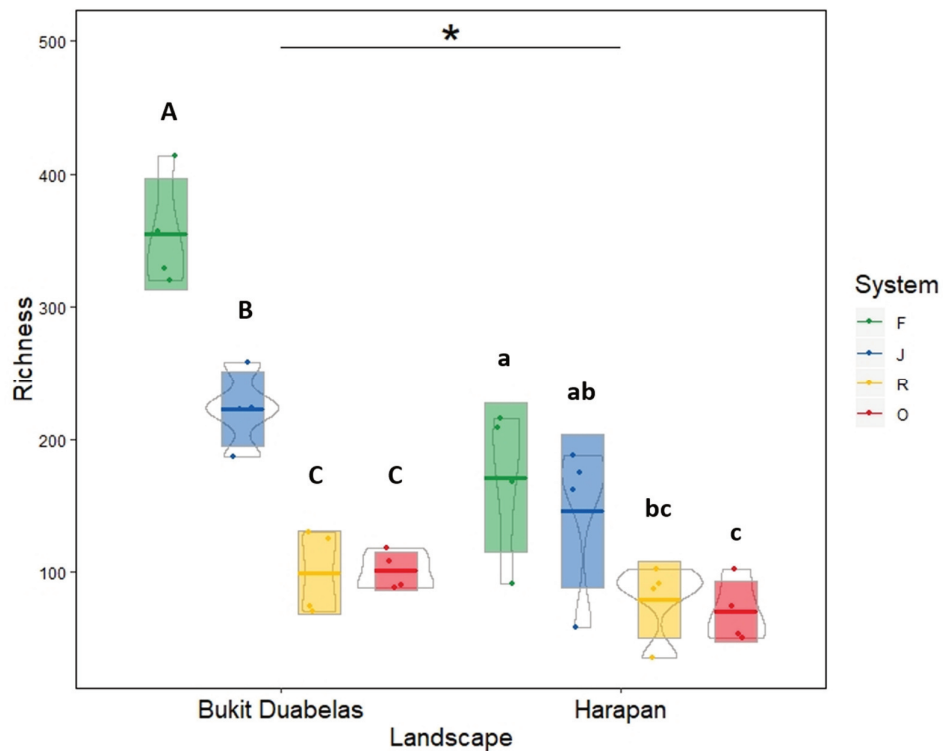 *
500
A
400
B
300
a
ab
200
C
C
bc
c
100
Richness
System
F
J
R
O
Bukit Duabelas
Harapan
Landscape